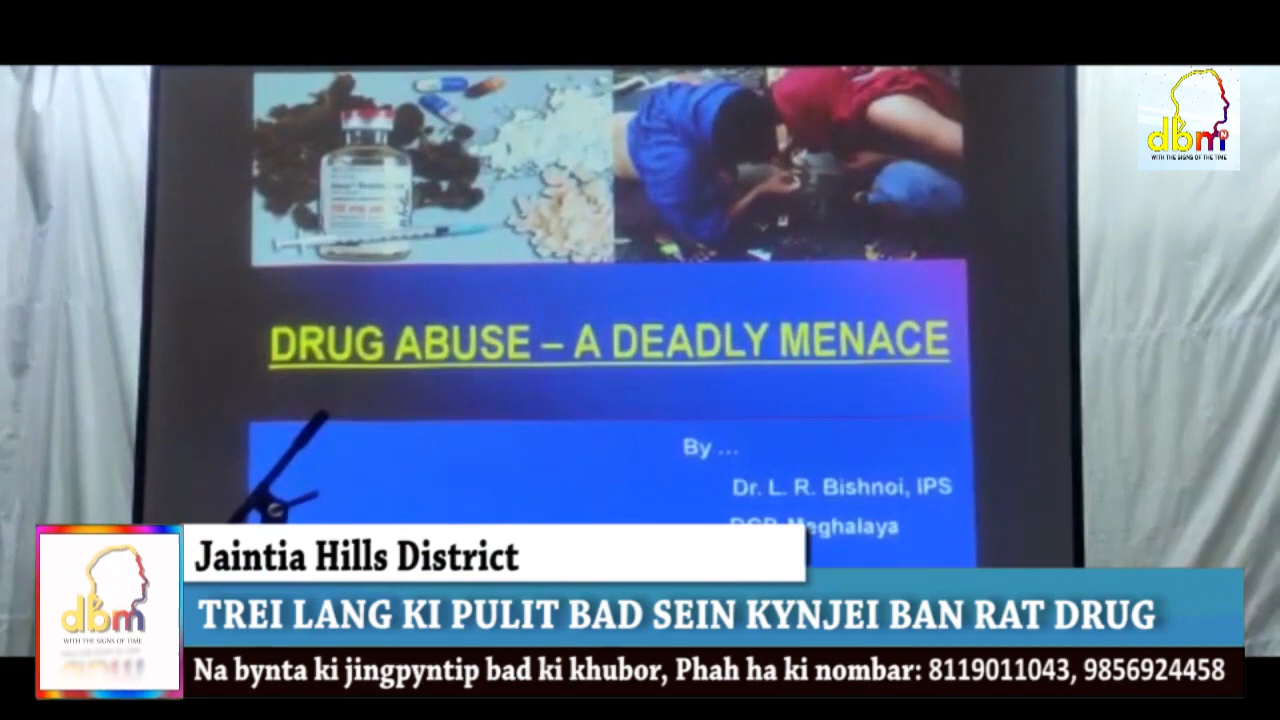 dbm
WITH THE SIGNS OF THE TIME
DRUG ABUSE – A DEADLY MENACE
By ...
Dr. L. R. Bishnoi, IPS
DGP, Meghalaya
Jaintia Hills District
TREI LANG KI PULIT BAD SEIN KYNJEI BAN RAT DRUG
dbm
WITH THE SIGNS OF TIME
Na bynta ki jingpyntip bad ki khubor, Phah ha ki nombar: 8119011043, 9856924458